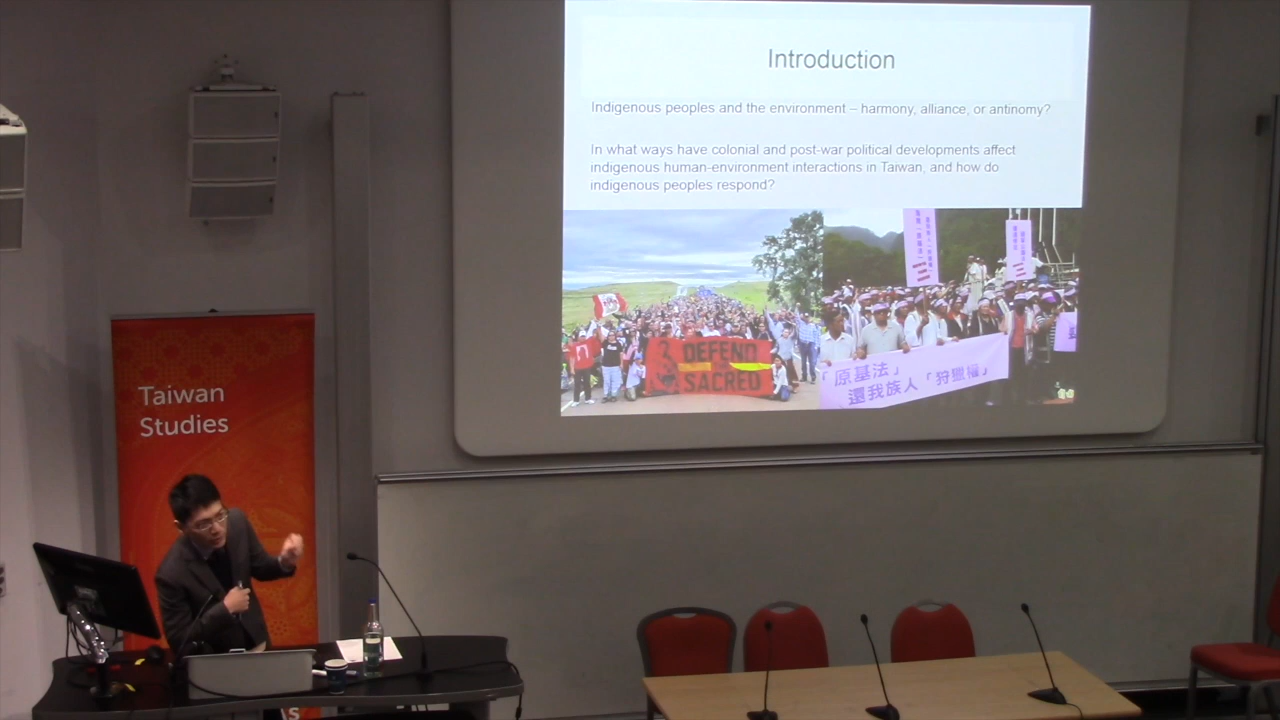 Introduction
Indigenous peoples and the environment – harmony, alliance, or antinomy?
In what ways have colonial and post-war political developments affect
indigenous human-environment interactions in Taiwan, and how do
indigenous peoples respond?
DEFEND
SACRED
「原基法」
還我族人「狩獵權」
Taiwan
Studies